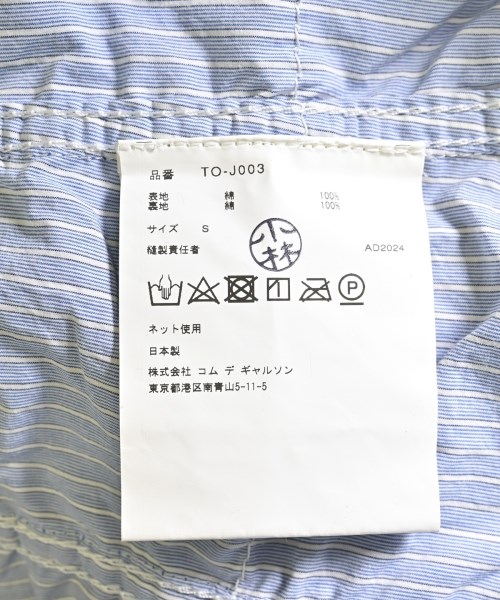 品番 TO-J003
表地 綿 100%
裏地 綿 100%
サイズ S
縫製責任者 小林 AD2024
P
ネット使用
日本製
株式会社 コム デ ギャルソン
東京都港区南青山5-11-5